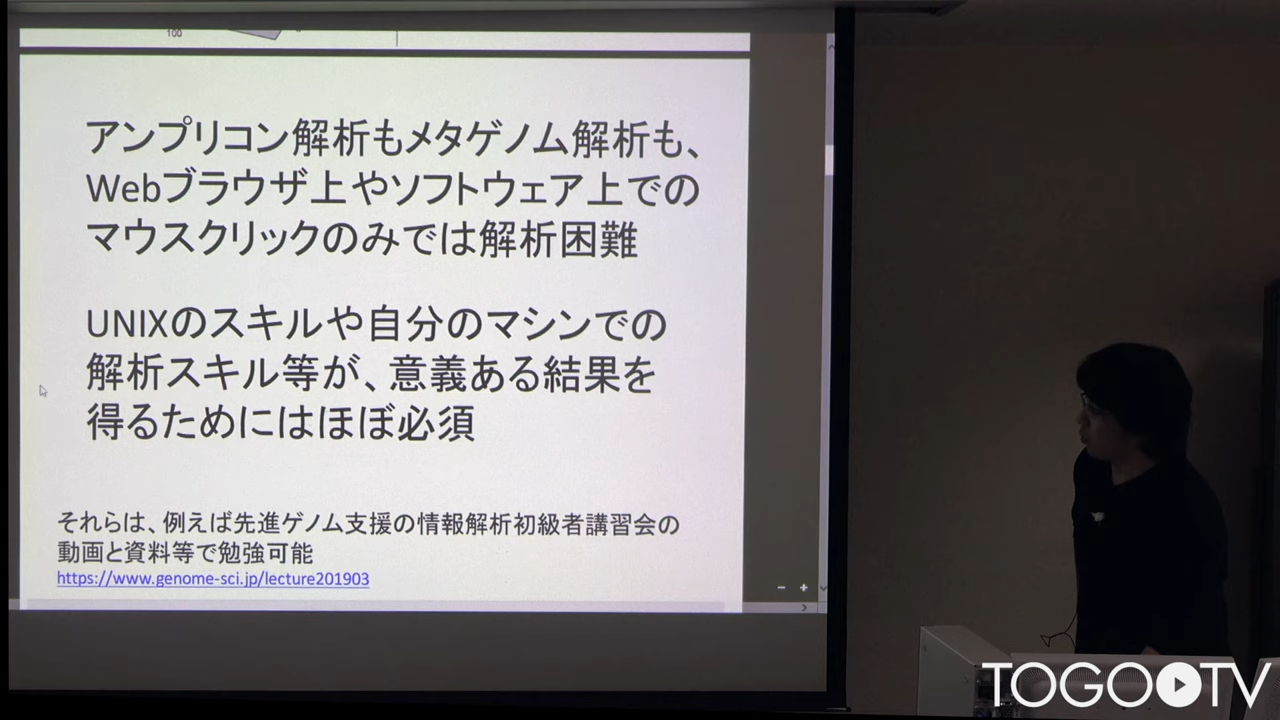 100
アンプリコン解析もメタゲノム解析も、
Webブラウザ上やソフトウェア上での
マウスクリックのみでは解析困難
UNIXのスキルや自分のマシンでの
解析スキル等が、意義ある結果を
得るためにはほぼ必須
それらは、例えば先進ゲノム支援の情報解析初級者講習会の
動画と資料等で勉強可能
https://www.genome-sci.jp/lecture201903
TOGO TV